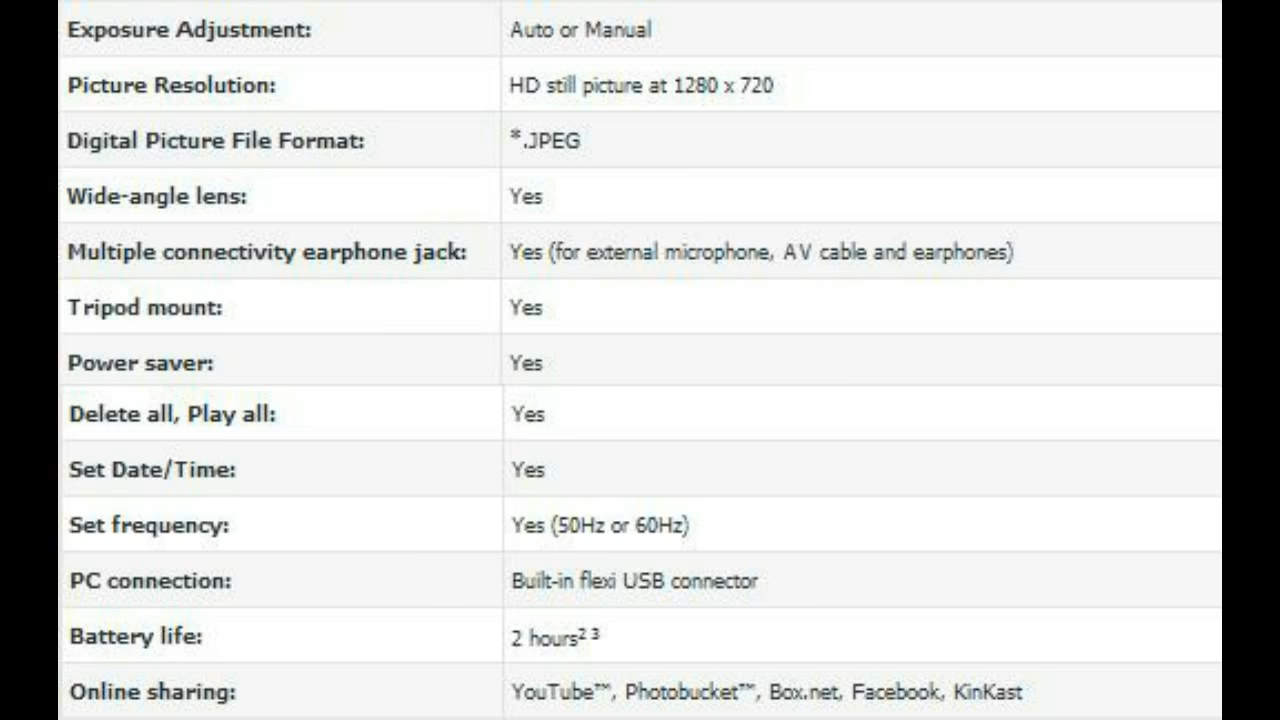 Exposure Adjustment: Auto or Manual
Picture Resolution: HD still picture at 1280 x 720
Digital Picture File Format: *.JPEG
Wide-angle lens: Yes
Multiple connectivity earphone jack: Yes (for external microphone, AV cable and earphones)
Tripod mount: Yes
Power saver: Yes
Delete all, Play all: Yes
Set Date/Time: Yes
Set frequency: Yes (50Hz or 60Hz)
PC connection: Built-in flexi USB connector
Battery life: 2 hours² ³
Online sharing: YouTube™, Photobucket™, Box.net, Facebook, KinKast